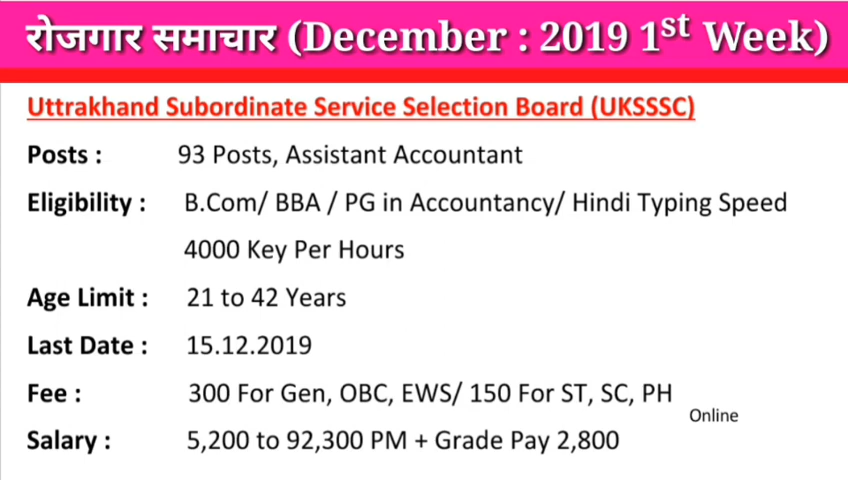 रोजगार समाचार (December : 2019 1st Week)
Uttrakhand Subordinate Service Selection Board (UKSSSC)
Posts : 93 Posts, Assistant Accountant
Eligibility : B.Com/ BBA / PG in Accountancy/ Hindi Typing Speed
4000 Key Per Hours
Age Limit : 21 to 42 Years
Last Date : 15.12.2019
Fee : 300 For Gen, OBC, EWS/ 150 For ST, SC, PH
Online
Salary : 5,200 to 92,300 PM + Grade Pay 2,800